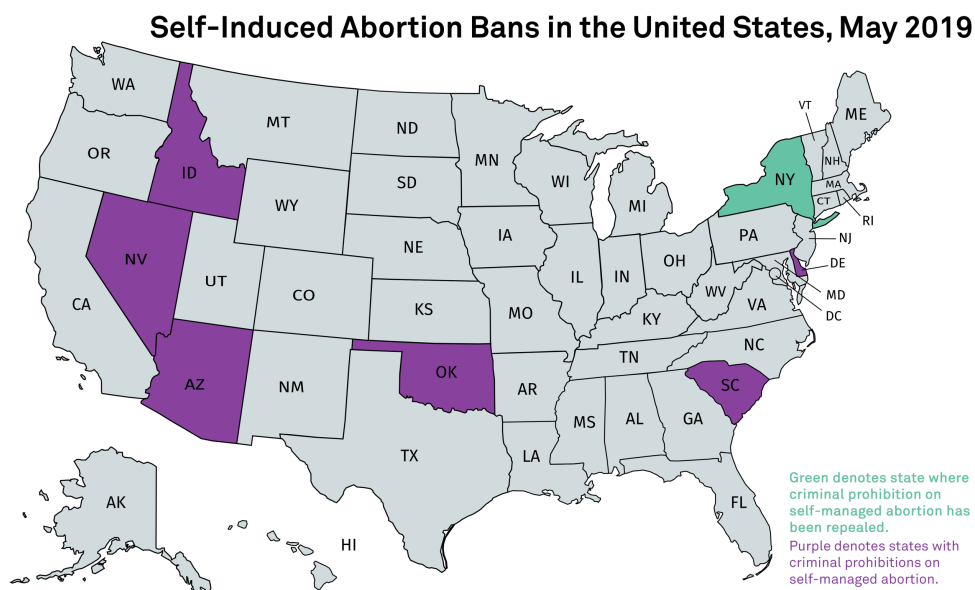 Self-Induced Abortion Bans in the United States, May 2019
WA
MT
ND
MN
VT
ME
OR
ID
SD
WI
MI
NY
NH
MA
CT
RI
WY
IA
PA
NJ
NV
UT
NE
IL
IN
OH
DE
CA
CO
KS
MO
WV
VA
MD
DC
KY
NC
AZ
NM
OK
AR
TN
SC
MS
AL
GA
TX
LA
FL
AK
HI
Green denotes state where
criminal prohibition on
self-managed abortion has
been repealed.
Purple denotes states with
criminal prohibitions on
self-managed abortion.